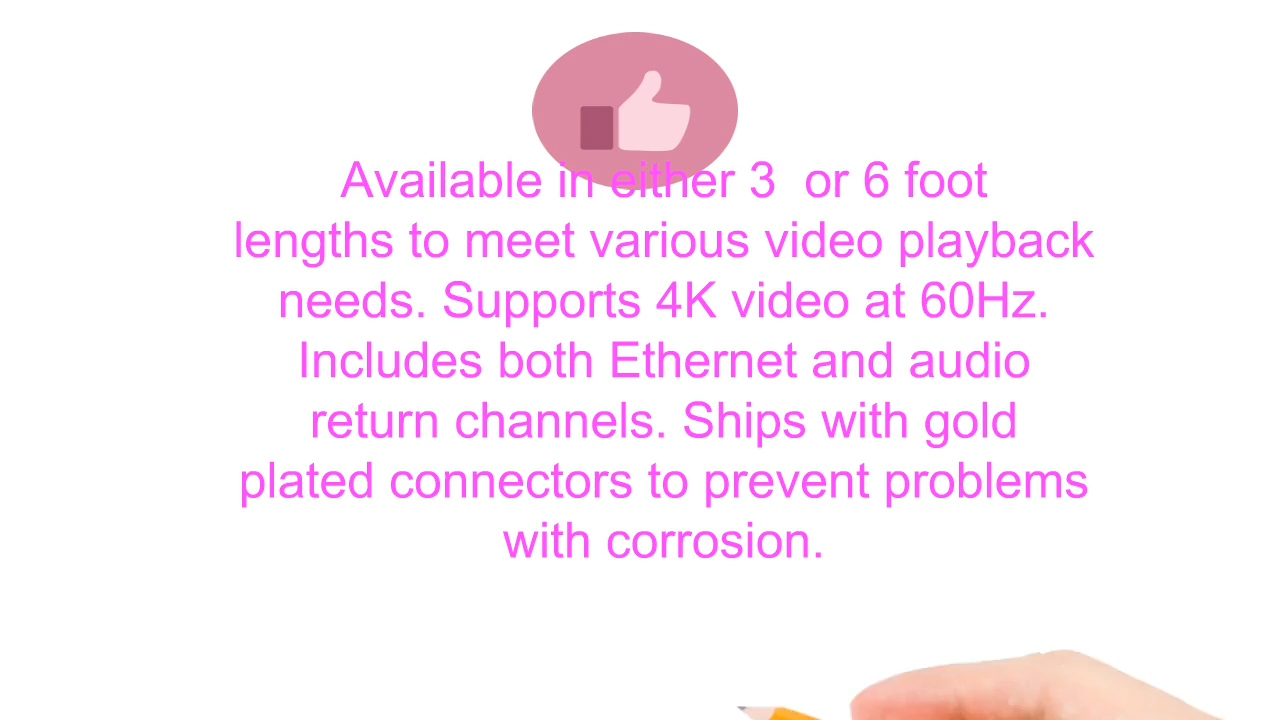 Available in either 3  or 6 foot
lengths to meet various video playback
needs. Supports 4K video at 60Hz.
Includes both Ethernet and audio
return channels. Ships with gold
plated connectors to prevent problems
with corrosion.